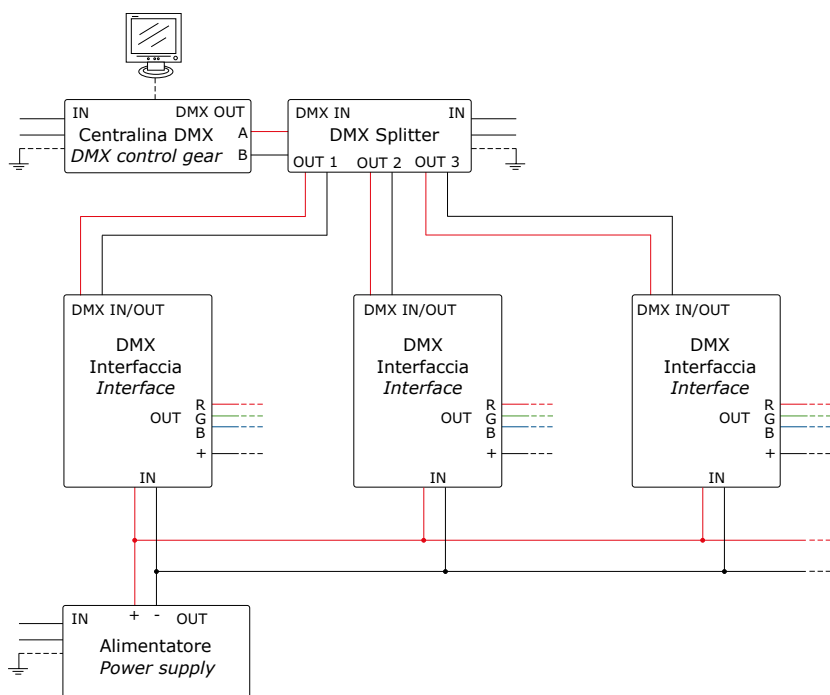 IN DMX OUT
Centralina DMX A
DMX control gear B
DMX IN IN
DMX Splitter
OUT 1 OUT 2 OUT 3
DMX IN/OUT
DMX
Interfaccia
Interface
R
OUT G
B
+
IN
DMX IN/OUT
DMX
Interfaccia
Interface
R
OUT G
B
+
IN
DMX IN/OUT
DMX
Interfaccia
Interface
R
OUT G
B
+
IN
IN + - OUT
Alimentatore
Power supply